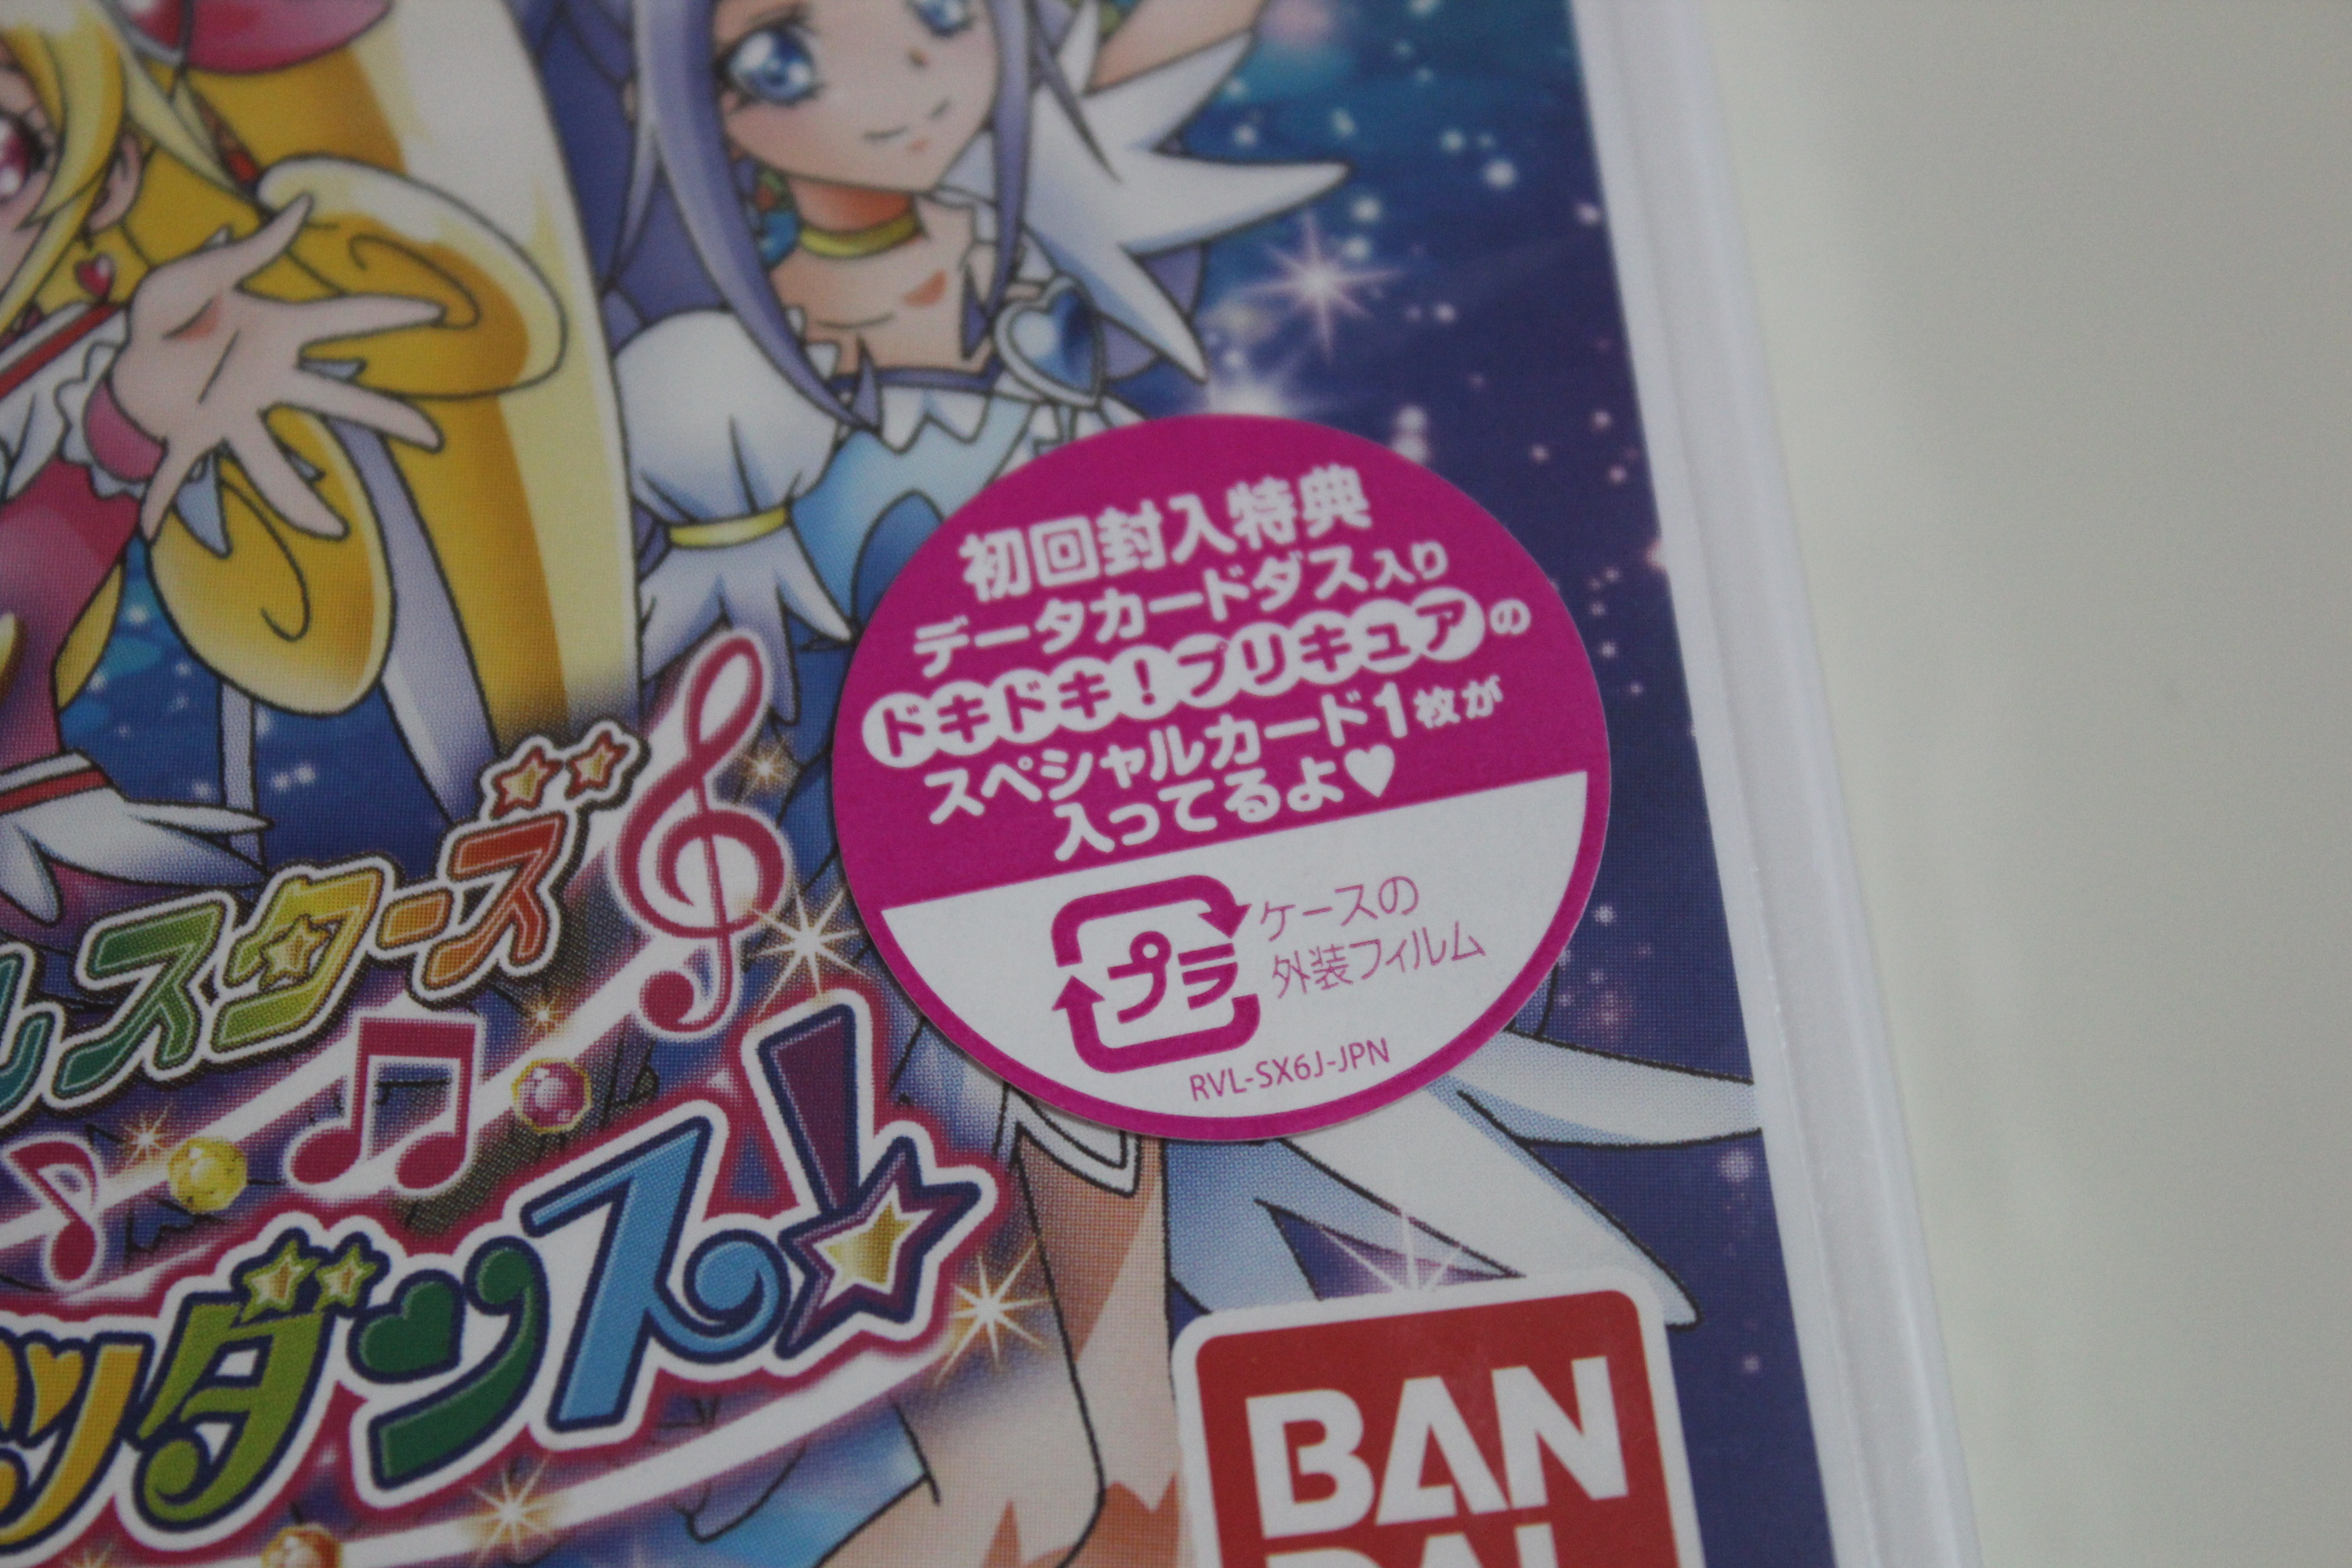 初回封入特典
データカードダス入り
ドキドキ！プリキュアの
スペシャルカード1枚が
入ってるよ♥
プラ
ケースの
外装フィルム
RVL-SX6J-JPN
ルスターズ
ッダンス!
BAN
DAI